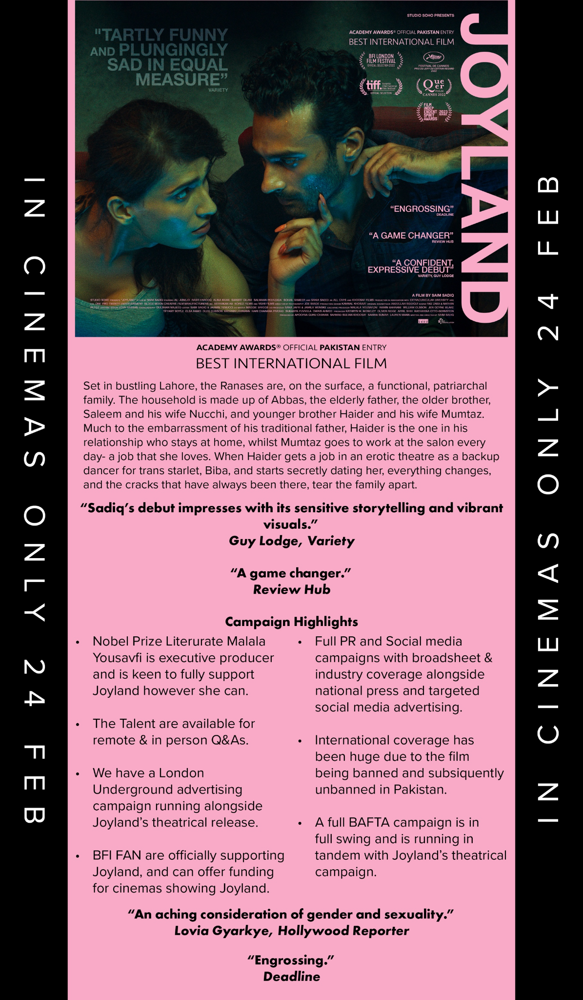 IN CINEMAS ONLY 24 FEB
"TARTLY FUNNY
AND PLUNGINGLY
SAD IN EQUAL
MEASURE"
VARIETY
STUDIO SOHO PRESENTS
ACADEMY AWARDS® OFFICIAL PAKISTAN ENTRY
BEST INTERNATIONAL FILM
BFI LONDON
FILM FESTIVAL
OFFICIAL SELECTION 2022
FESTIVAL DE CANNES
PRIX DU JURY UN CERTAIN REGARD
2022
tiff. toronto
international
film festival
OFFICIAL SELECTION
Queer
PALM
CANNES 2022
FILM
INDEP
ENDENT
SPIRIT
AWARDS
2023
JOYLAND
“ENGROSSING”
DEADLINE
“A GAME CHANGER”
REVIEW HUB
“A CONFIDENT,
EXPRESSIVE DEBUT”
VARIETY, GUY LODGE
A FILM BY SAIM SADIQ
ACADEMY AWARDS® OFFICIAL PAKISTAN ENTRY
BEST INTERNATIONAL FILM
Set in bustling Lahore, the Ranases are, on the surface, a functional, patriarchal
family. The household is made up of Abbas, the elderly father, the older brother,
Saleem and his wife Nucchi, and younger brother Haider and his wife Mumtaz.
Much to the embarrassment of his traditional father, Haider is the one in his
relationship who stays at home, whilst Mumtaz goes to work at the salon every
day- a job that she loves. When Haider gets a job in an erotic theatre as a backup
dancer for trans starlet, Biba, and starts secretly dating her, everything changes,
and the cracks that have always been there, tear the family apart.
“Sadiq’s debut impresses with its sensitive storytelling and vibrant
visuals.”
Guy Lodge, Variety
“A game changer.”
Review Hub
Campaign Highlights
• Nobel Prize Literurate Malala
Yousavfi is executive producer
and is keen to fully support
Joyland however she can.
• The Talent are available for
remote & in person Q&As.
• We have a London
Underground advertising
campaign running alongside
Joyland’s theatrical release.
• BFI FAN are officially supporting
Joyland, and can offer funding
for cinemas showing Joyland.
• Full PR and Social media
campaigns with broadsheet &
industry coverage alongside
national press and targeted
social media advertising.
• International coverage has
been huge due to the film
being banned and subsiquently
unbanned in Pakistan.
• A full BAFTA campaign is in
full swing and is running in
tandem with Joyland’s theatrical
campaign.
“An aching consideration of gender and sexuality.”
Lovia Gyarkye, Hollywood Reporter
“Engrossing.”
Deadline
IN CINEMAS ONLY 24 FEB